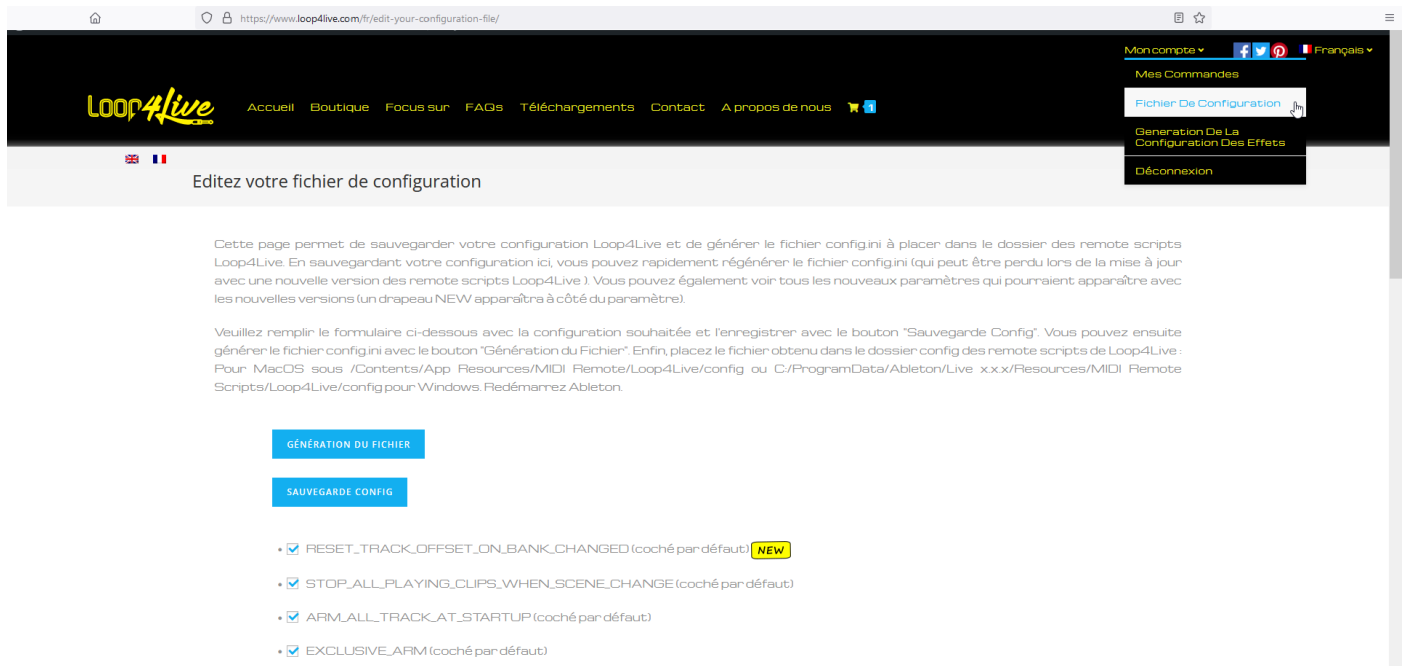 https://www.loop4live.com/fr/edit-your-configuration-file/
Mon compte
Français
Mes Commandes
Fichier De Configuration
Generation De La
Configuration Des Effets
Déconnexion
Loop4Live
Accueil Boutique Focus sur FAQs Téléchargements Contact A propos de nous 1
Editez votre fichier de configuration
Cette page permet de sauvegarder votre configuration Loop4Live et de générer le fichier config.ini à placer dans le dossier des remote scripts
Loop4Live. En sauvegardant votre configuration ici, vous pouvez rapidement régénérer le fichier config.ini (qui peut être perdu lors de la mise à jour
avec une nouvelle version des remote scripts Loop4Live ). Vous pouvez également voir tous les nouveaux paramètres qui pourraient apparaître avec
les nouvelles versions (un drapeau NEW apparaîtra à côté du paramètre).
Veuillez remplir le formulaire ci-dessous avec la configuration souhaitée et l'enregistrer avec le bouton "Sauvegarde Config". Vous pouvez ensuite
générer le fichier config.ini avec le bouton "Génération du Fichier". Enfin, placez le fichier obtenu dans le dossier config des remote scripts de Loop4Live :
Pour MacOS sous /Contents/App Resources/MIDI Remote/Loop4Live/config ou C:/ProgramData/Ableton/Live x.x.x/Resources/MIDI Remote
Scripts/Loop4Live/config pour Windows. Redémarrez Ableton.
GÉNÉRATION DU FICHIER
SAUVEGARDE CONFIG
RESET_TRACK_OFFSET_ON_BANK_CHANGED (coché par défaut) NEW
STOP_ALL_PLAYING_CLIPS_WHEN_SCENE_CHANGE (coché par défaut)
ARM_ALL_TRACK_AT_STARTUP (coché par défaut)
EXCLUSIVE_ARM (coché par défaut)